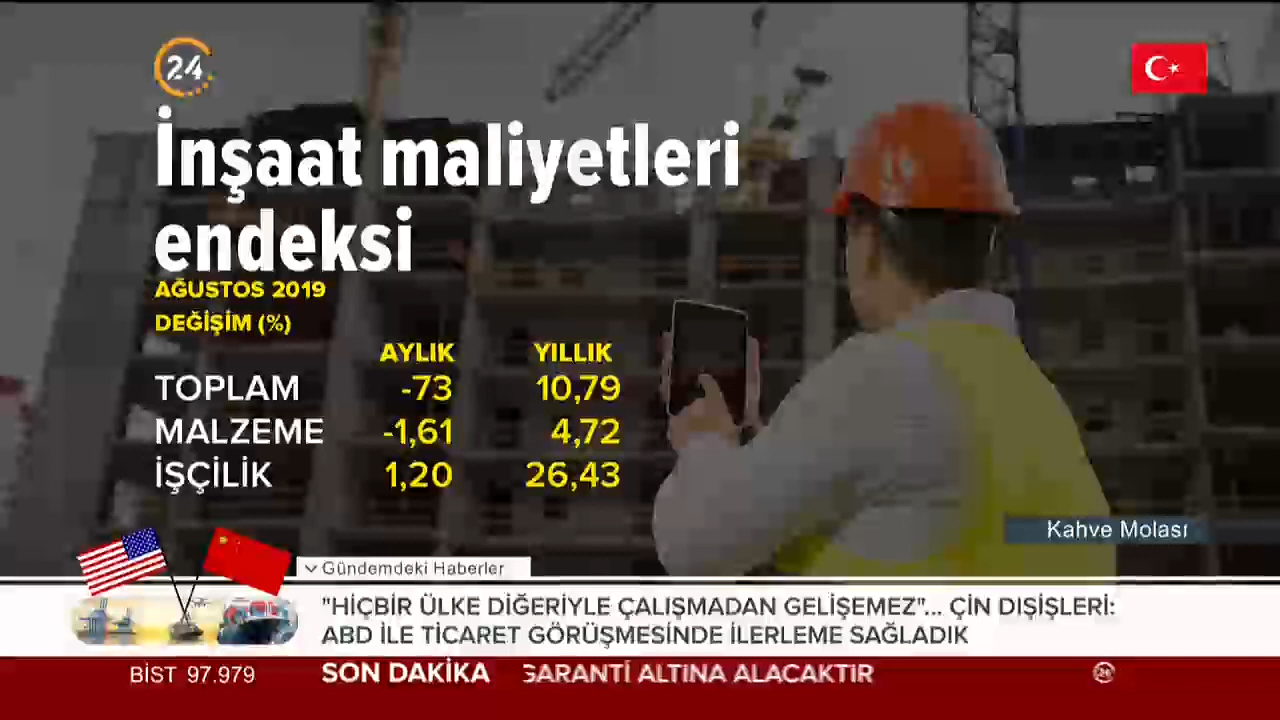 24
İnşaat maliyetleri
endeksi
AĞUSTOS 2019
DEĞİŞİM (%)
AYLIK YILLIK
TOPLAM -73 10,79
MALZEME -1,61 4,72
İŞÇİLİK 1,20 26,43
Kahve Molası
Gündemdeki Haberler
"HİÇBİR ÜLKE DİĞERİYLE ÇALIŞMADAN GELİŞEMEZ"... ÇİN DIŞİŞLERİ:
ABD İLE TİCARET GÖRÜŞMESİNDE İLERLEME SAĞLADIK
BİST 97.979 SON DAKİKA GARANTİ ALTINA ALACAKTIR 24